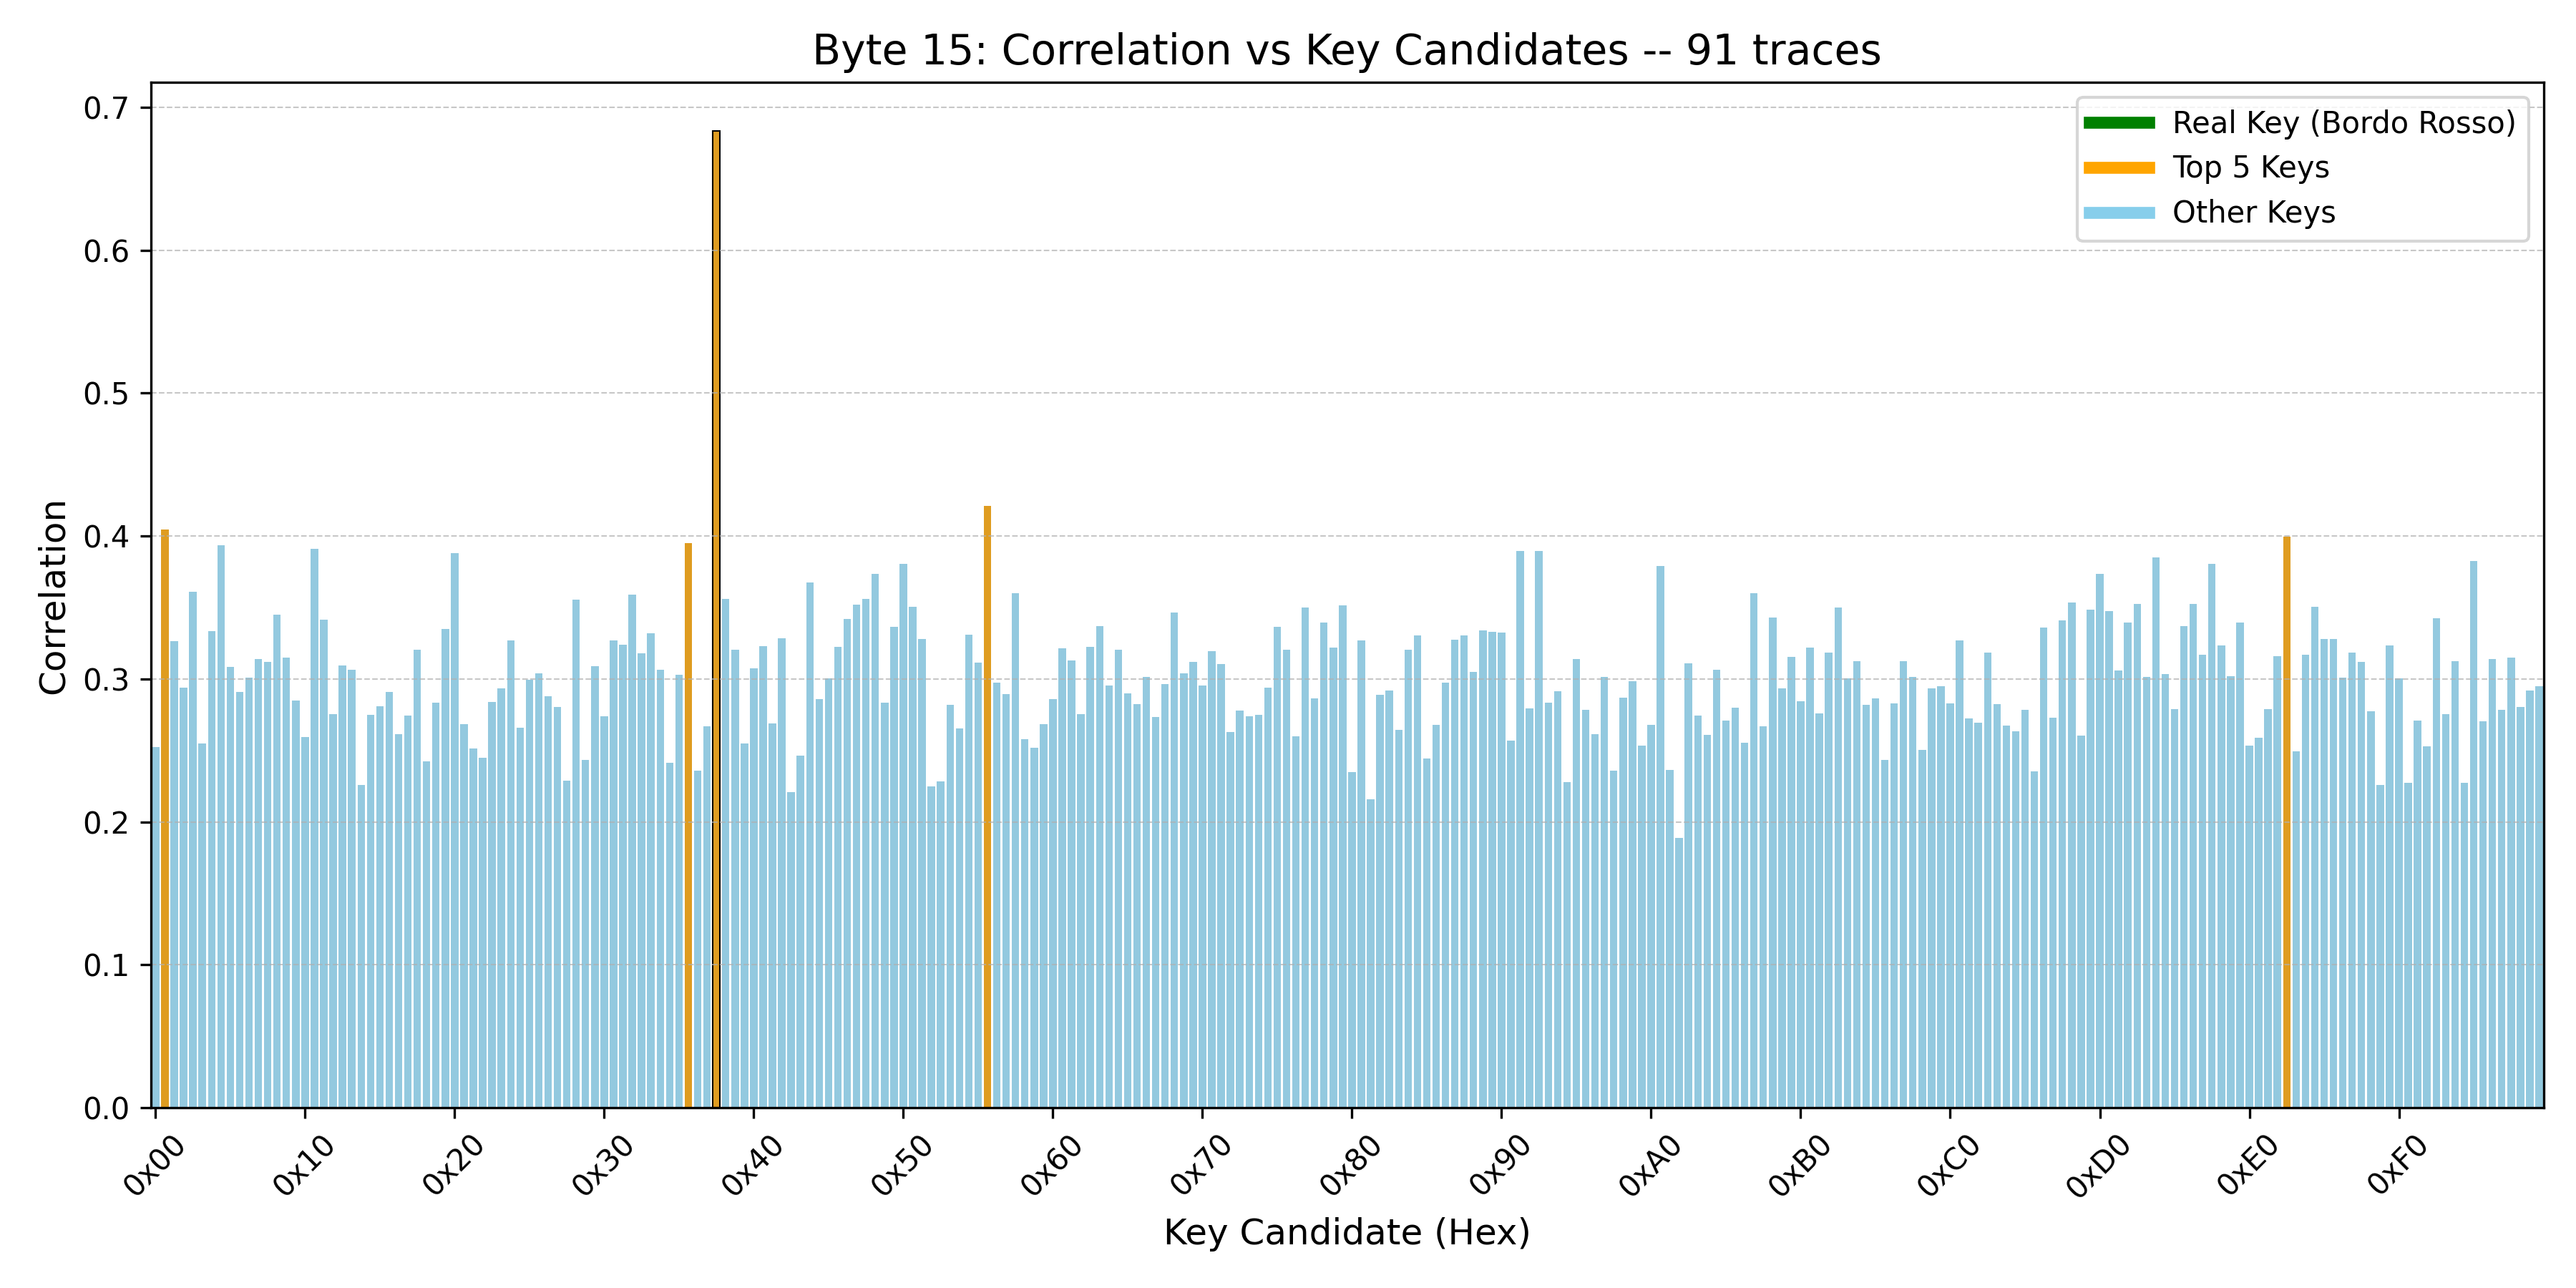 Byte 15: Correlation vs Key Candidates -- 91 traces
Real Key (Bordo Rosso)
Top 5 Keys
Other Keys
Correlation
0.7
0.6
0.5
0.4
0.3
0.2
0.1
0.0
0x00 0x10 0x20 0x30 0x40 0x50 0x60 0x70 0x80 0x90 0xA0 0xB0 0xC0 0xD0 0xE0 0xF0
Key Candidate (Hex)